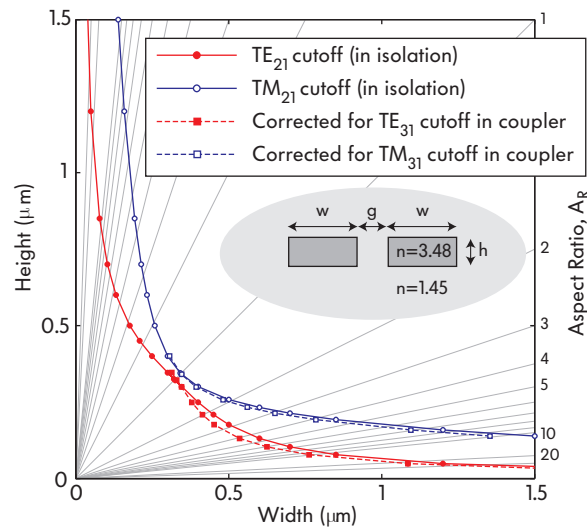 1.5
1
TE21 cutoff (in isolation)
TM21 cutoff (in isolation)
Corrected for TE31 cutoff in coupler
Corrected for TM31 cutoff in coupler
Height (μm)
1
w
g
w
n=3.48
h
n=1.45
2
Aspect Ratio, AR
0.5
3
4
5
10
20
0
0
0.5
1
1.5
Width (μm)